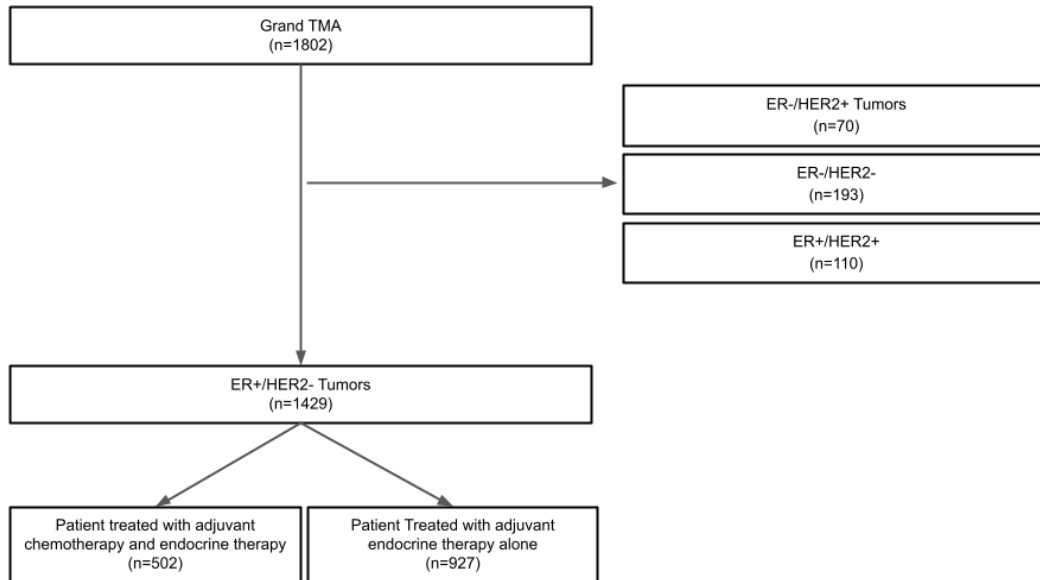 Grand TMA
(n=1802)
ER-/HER2+ Tumors
(n=70)
ER-/HER2-
(n=193)
ER+/HER2+
(n=110)
ER+/HER2- Tumors
(n=1429)
Patient treated with adjuvant
chemotherapy and endocrine therapy
(n=502)
Patient Treated with adjuvant
endocrine therapy alone
(n=927)